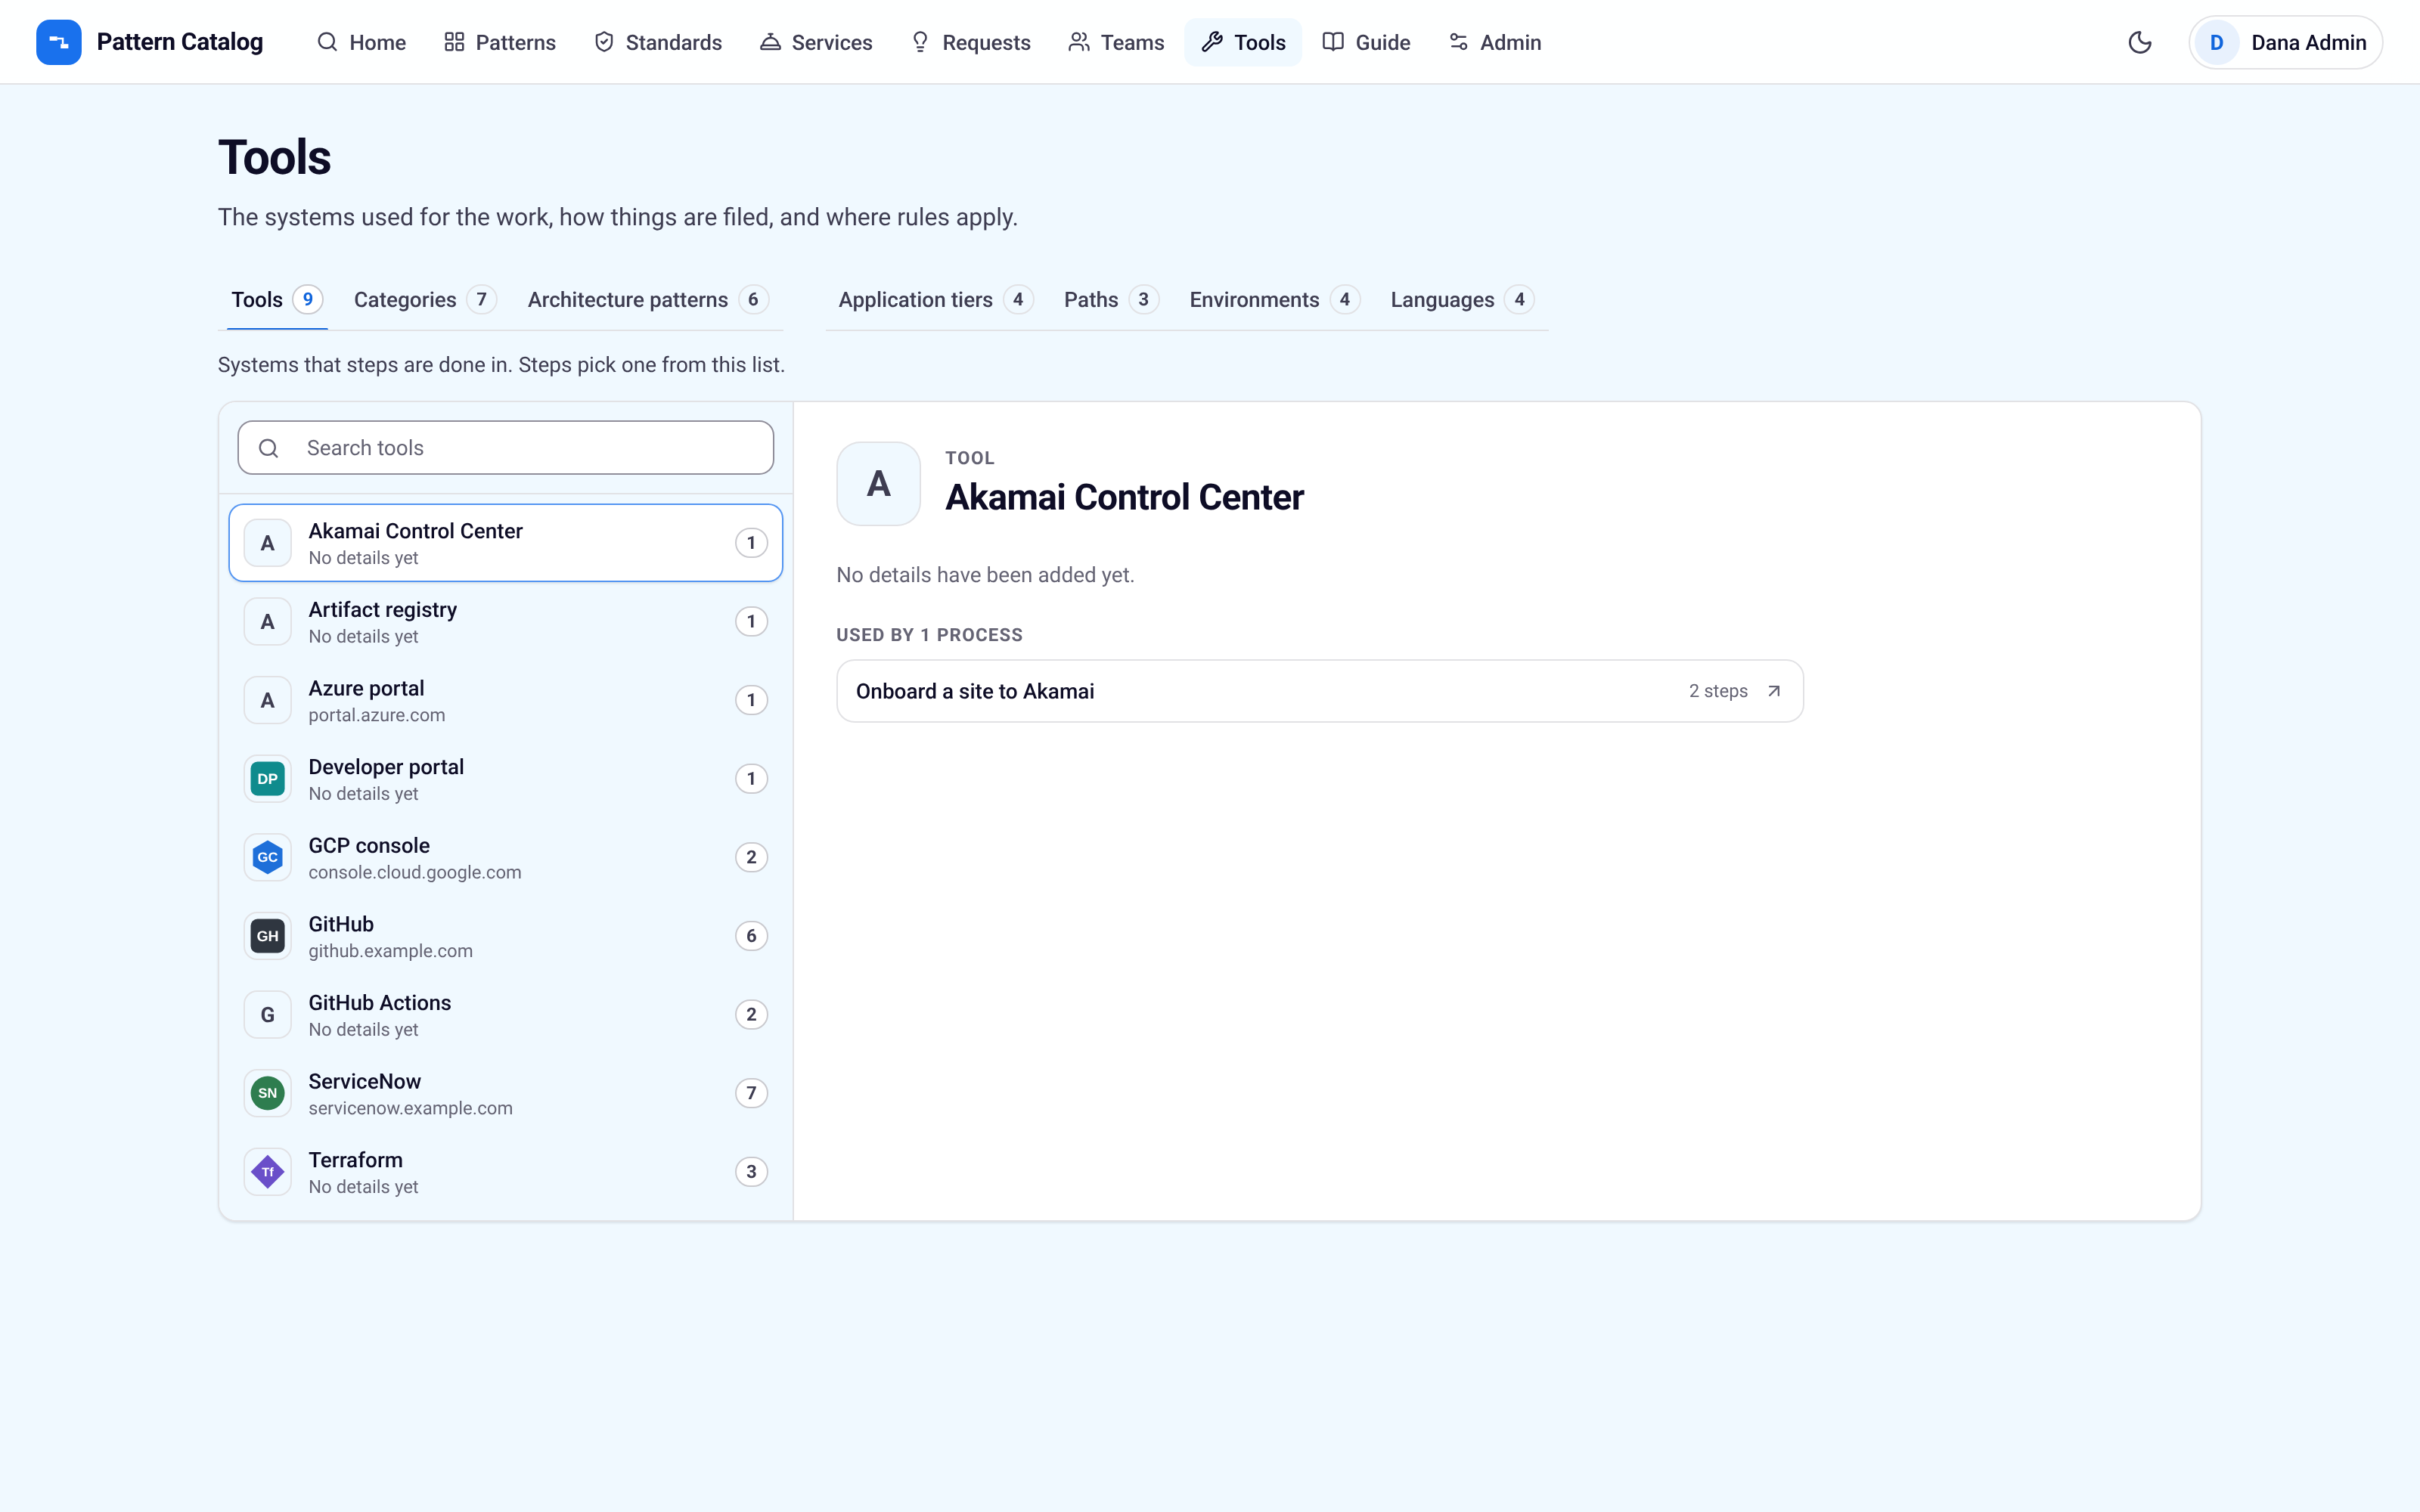 Pattern Catalog
Home
Patterns
Standards
Services
Requests
Teams
Tools
Guide
Admin
D
Dana Admin
Tools
The systems used for the work, how things are filed, and where rules apply.
Tools 9
Categories 7
Architecture patterns 6
Application tiers 4
Paths 3
Environments 4
Languages 4
Systems that steps are done in. Steps pick one from this list.
Search tools
A
Akamai Control Center
No details yet
1
A
Artifact registry
No details yet
1
A
Azure portal
portal.azure.com
1
DP
Developer portal
No details yet
1
GC
GCP console
console.cloud.google.com
2
GH
GitHub
github.example.com
6
G
GitHub Actions
No details yet
2
SN
ServiceNow
servicenow.example.com
7
Tf
Terraform
No details yet
3
A
TOOL
Akamai Control Center
No details have been added yet.
USED BY 1 PROCESS
Onboard a site to Akamai
2 steps